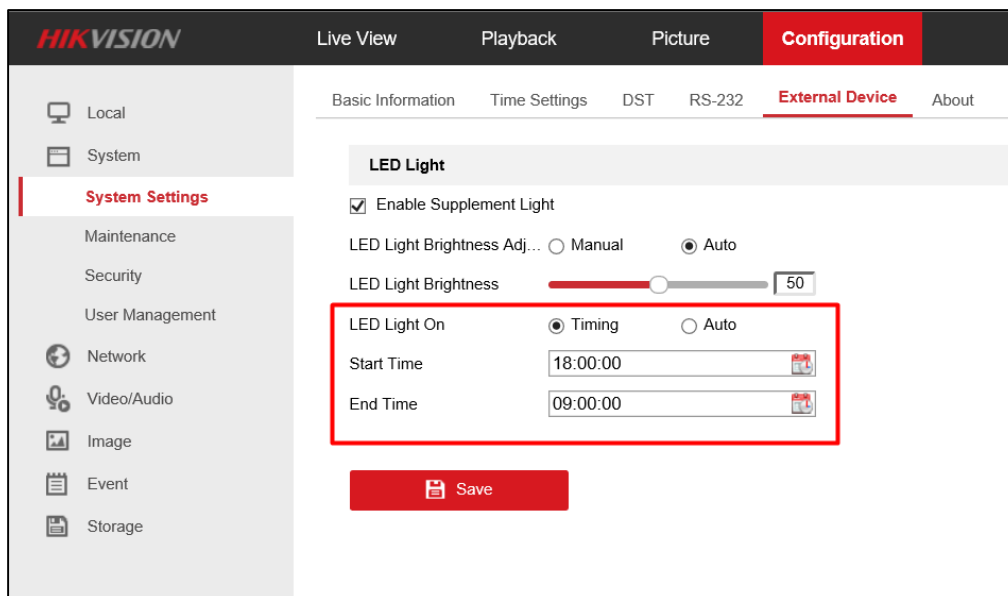 HIKVISION Live View Playback Picture Configuration
Basic Information Time Settings DST RS-232 External Device About
Local
System
System Settings
Maintenance
Security
User Management
Network
Video/Audio
Image
Event
Storage
LED Light
Enable Supplement Light
LED Light Brightness Adj... Manual Auto
LED Light Brightness 50
LED Light On Timing Auto
Start Time 18:00:00
End Time 09:00:00
Save